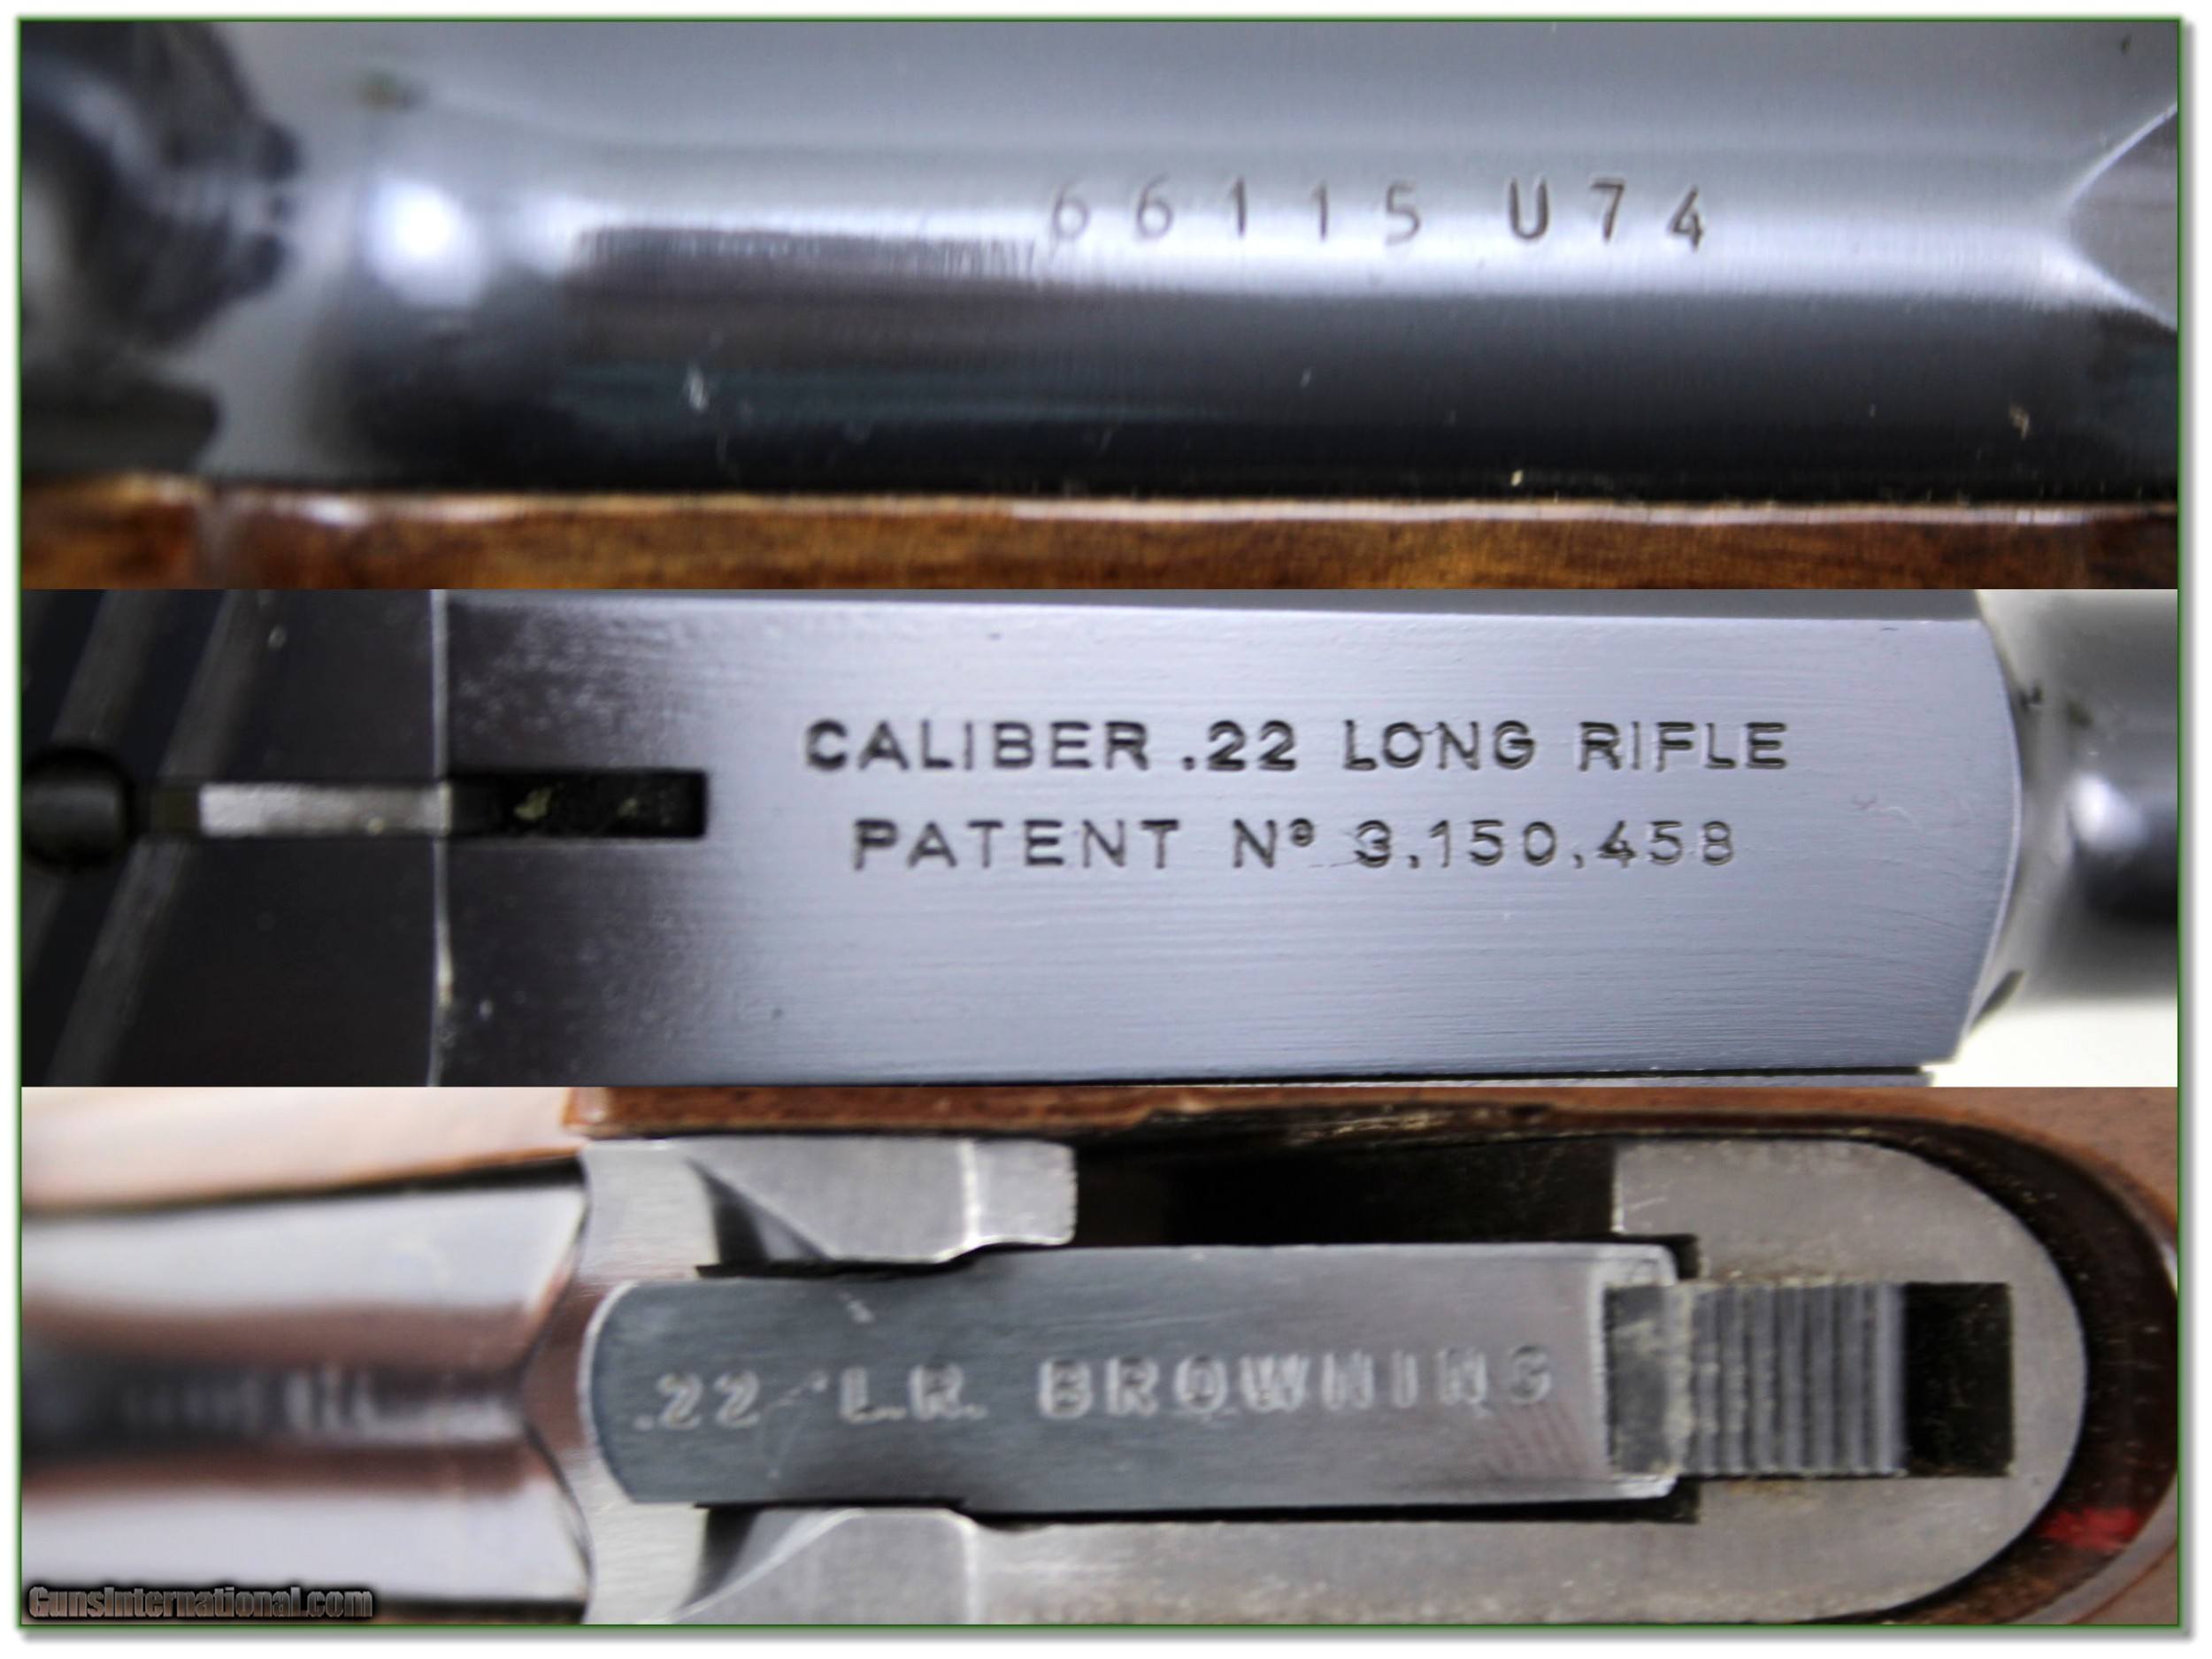 66115 U74
CALIBER .22 LONG RIFLE
PATENT Nº 3,150,458
.22 L.R. BROWNING
GunsInternational.com